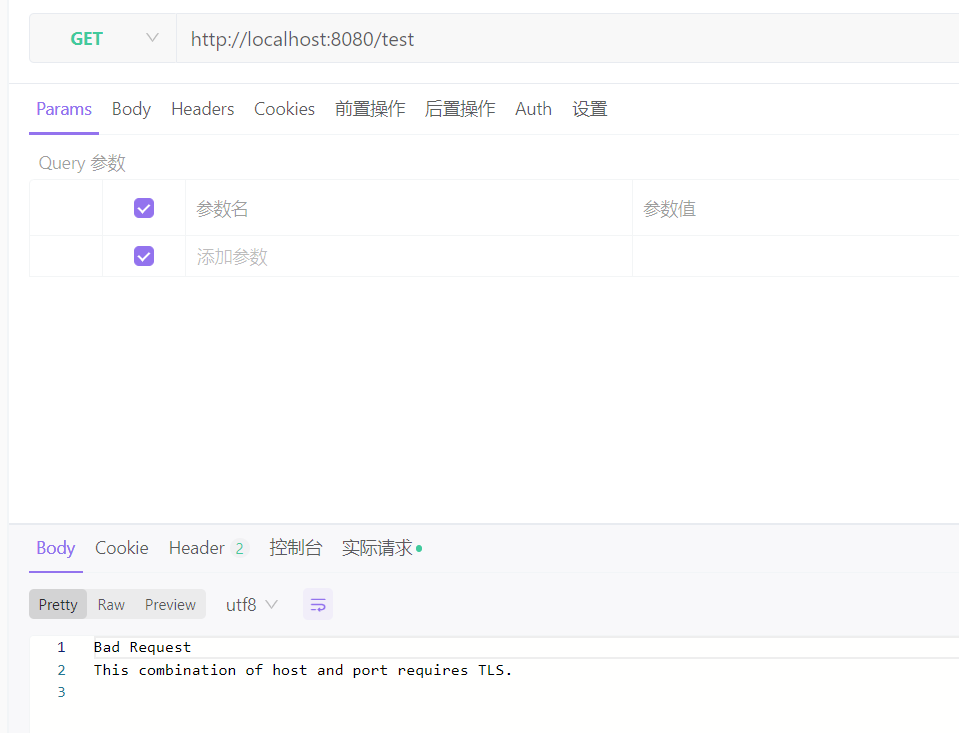 GET http://localhost:8080/test
Params Body Headers Cookies 前置操作 后置操作 Auth 设置
Query 参数
参数名 参数值
添加参数
Body Cookie Header 2 控制台 实际请求
Pretty Raw Preview utf8
1 Bad Request
2 This combination of host and port requires TLS.
3